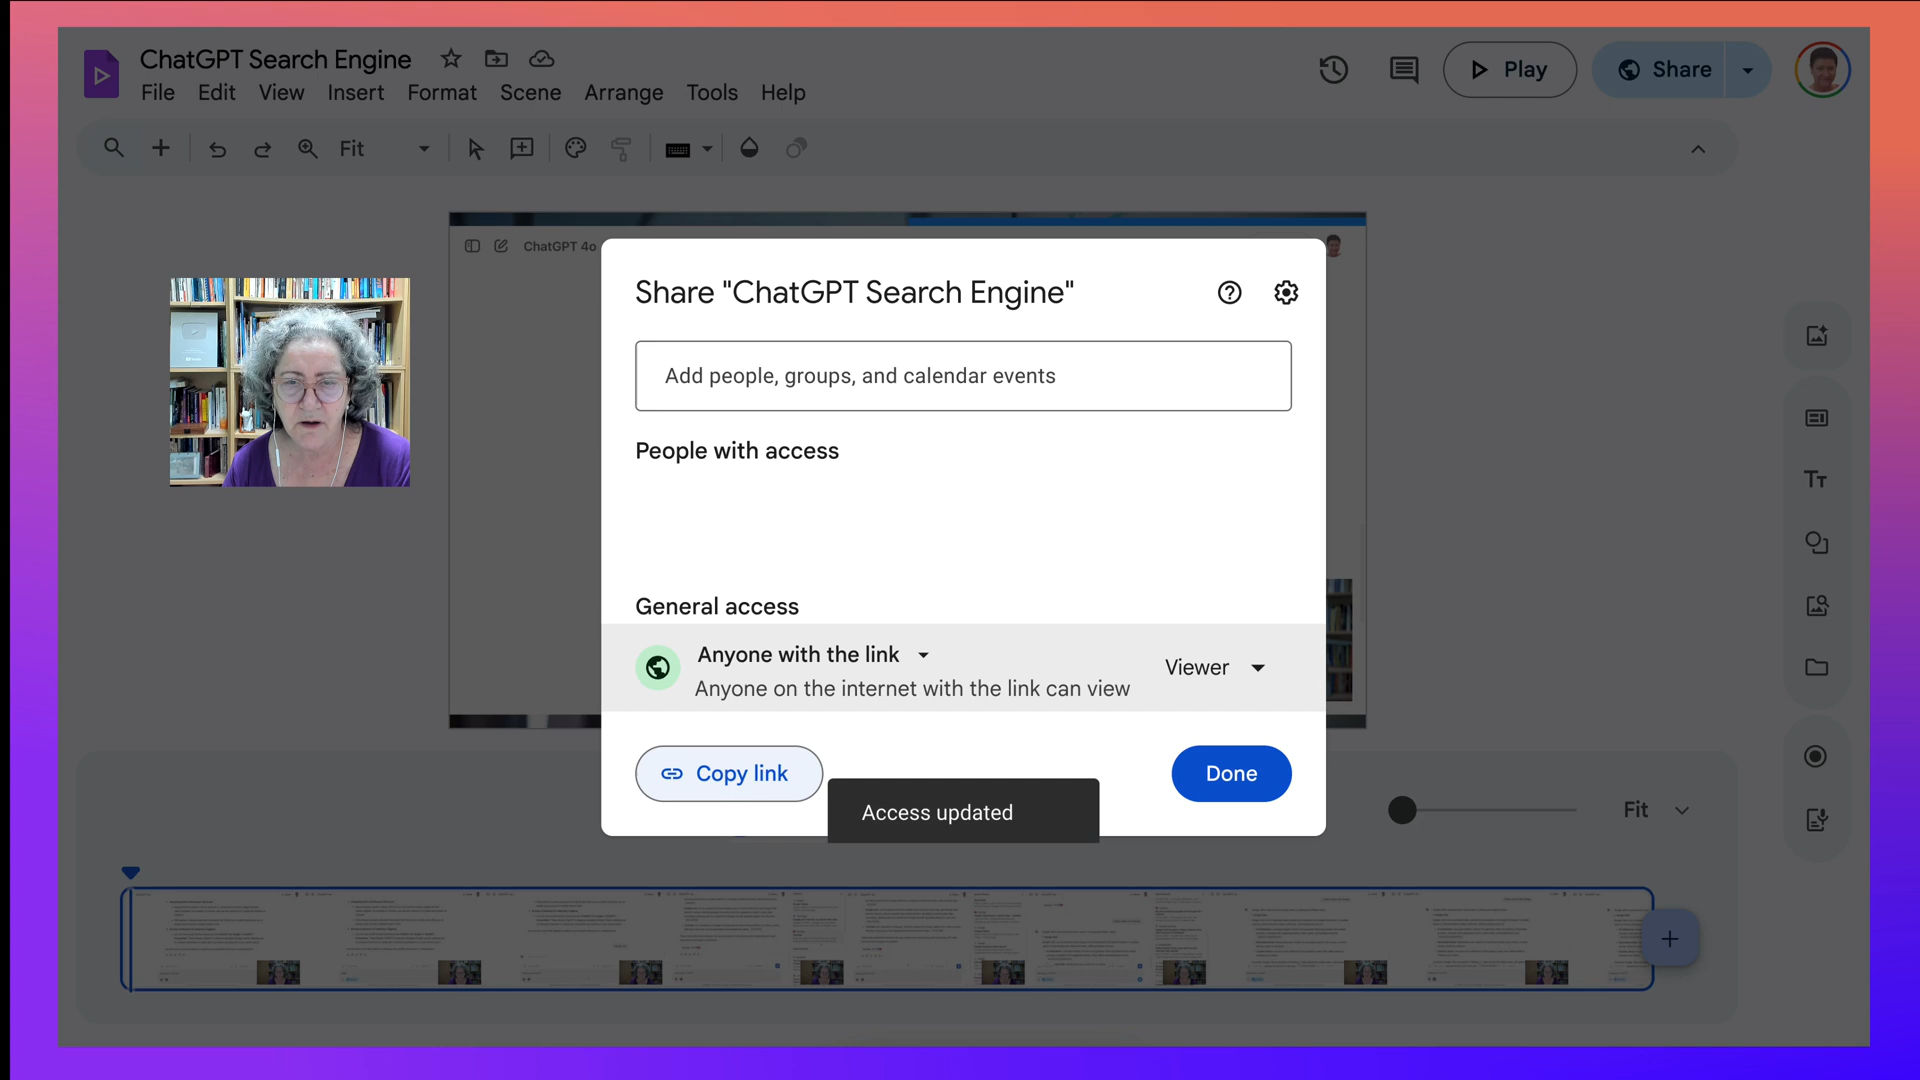 ChatGPT Search Engine
File Edit View Insert Format Scene Arrange Tools Help
Play
Share
Fit
ChatGPT 4o
Share "ChatGPT Search Engine"
Add people, groups, and calendar events
People with access
General access
Anyone with the link
Anyone on the internet with the link can view
Viewer
Copy link
Done
Access updated
Fit
Tт